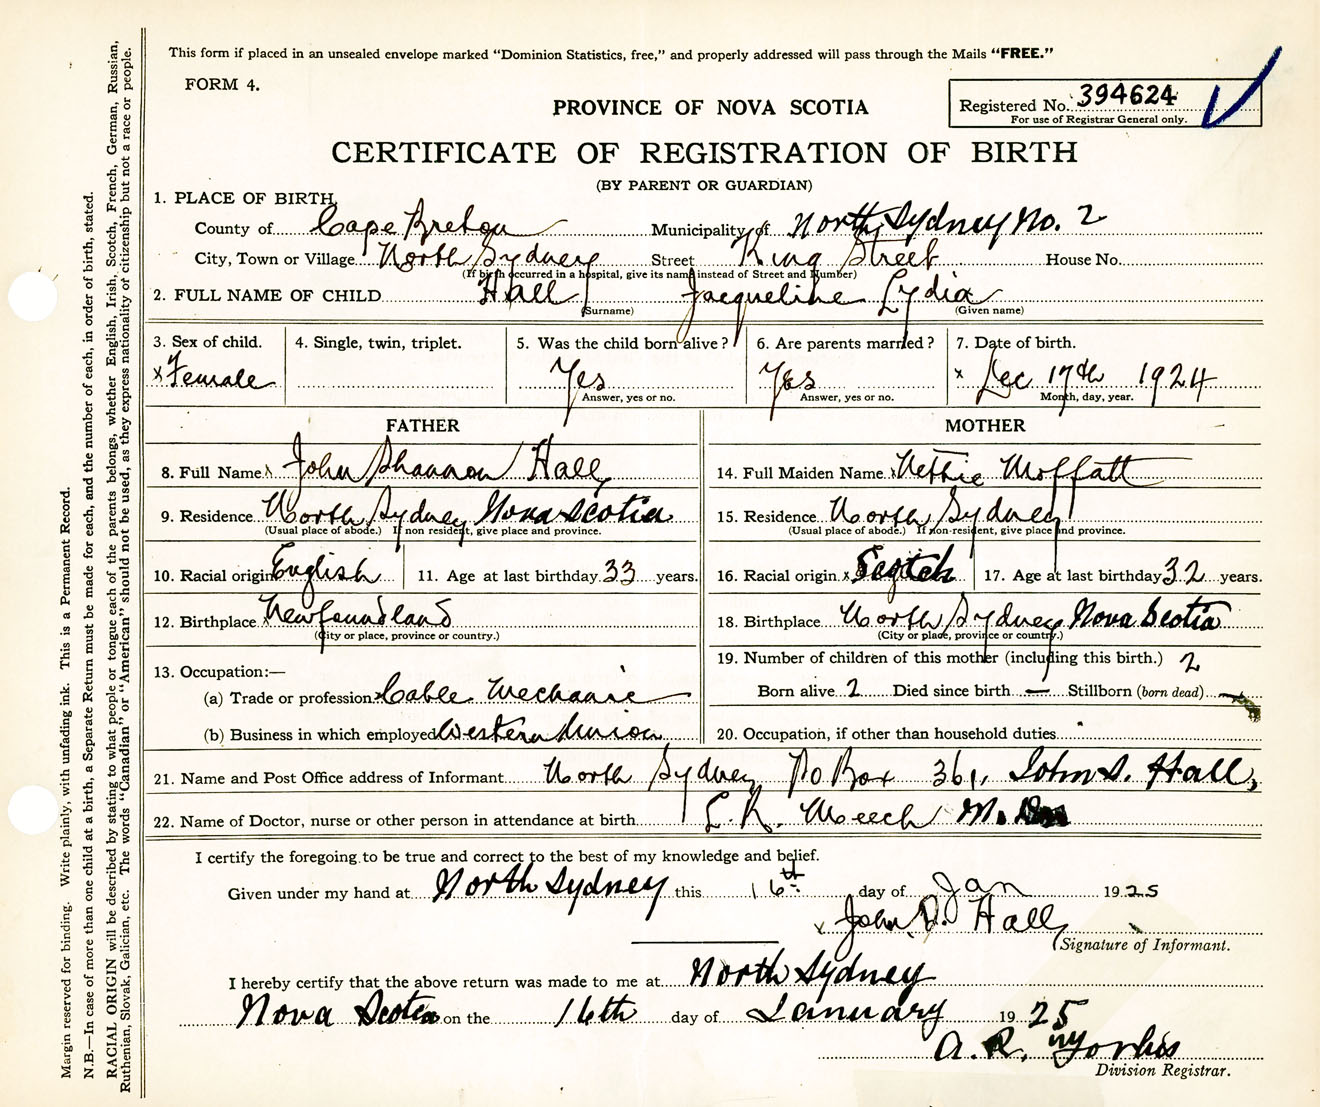 This form if placed in an unsealed envelope marked "Dominion Statistics, free," and properly addressed will pass through the Mails "FREE."
FORM 4.
Registered No. 394624
For use of Registrar General only.
PROVINCE OF NOVA SCOTIA
CERTIFICATE OF REGISTRATION OF BIRTH
(BY PARENT OR GUARDIAN)
1. PLACE OF BIRTH
County of Cape Breton Municipality of North Sydney No. 2
City, Town or Village North Sydney Street King Street House No.
(If birth occurred in a hospital, give its name instead of Street and Number)
2. FULL NAME OF CHILD Hall Jacqueline Lydia
(Surname) (Given name)
3. Sex of child. 4. Single, twin, triplet. 5. Was the child born alive? 6. Are parents married? 7. Date of birth.
x Female Yes Yes x Dec 17th 1924
Answer, yes or no. Answer, yes or no. Month, day, year.
FATHER MOTHER
8. Full Name x John Shannon Hall 14. Full Maiden Name x Nettie Moffatt
9. Residence North Sydney Nova Scotia 15. Residence North Sydney
(Usual place of abode.) If non resident, give place and province. (Usual place of abode.) If non-resident, give place and province.
10. Racial origin English 11. Age at last birthday 33 years. 16. Racial origin x Scotch 17. Age at last birthday 32 years.
12. Birthplace x Newfoundland 18. Birthplace North Sydney Nova Scotia
(City or place, province or country.) (City or place, province or country.)
13. Occupation:— 19. Number of children of this mother (including this birth.) 2
(a) Trade or profession x Cable Mechanic Born alive 2 Died since birth — Stillborn (born dead) —
(b) Business in which employed Western Union 20. Occupation, if other than household duties
21. Name and Post Office address of Informant North Sydney PO Box 361, John S. Hall,
22. Name of Doctor, nurse or other person in attendance at birth L. R. Meech M.D.
I certify the foregoing to be true and correct to the best of my knowledge and belief.
Given under my hand at North Sydney this 16th day of Jan 1925
x John S. Hall
Signature of Informant.
I hereby certify that the above return was made to me at North Sydney
Nova Scotia on the 16th day of January 1925
A. R.
Division Registrar.
Margin reserved for binding. Write plainly, with unfading ink. This is a Permanent Record.
N.B.—In case of more than one child at a birth, a Separate Return must be made for each, and the number of each, in order of birth, stated.
RACIAL ORIGIN will be described by stating to what people or tongue each of the parents belongs, whether English, Irish, Scotch, French, German, Russian,
Ruthenian, Slovak, Galician, etc. The words "Canadian" or "American" should not be used, as they express nationality or citizenship but not a race or people.